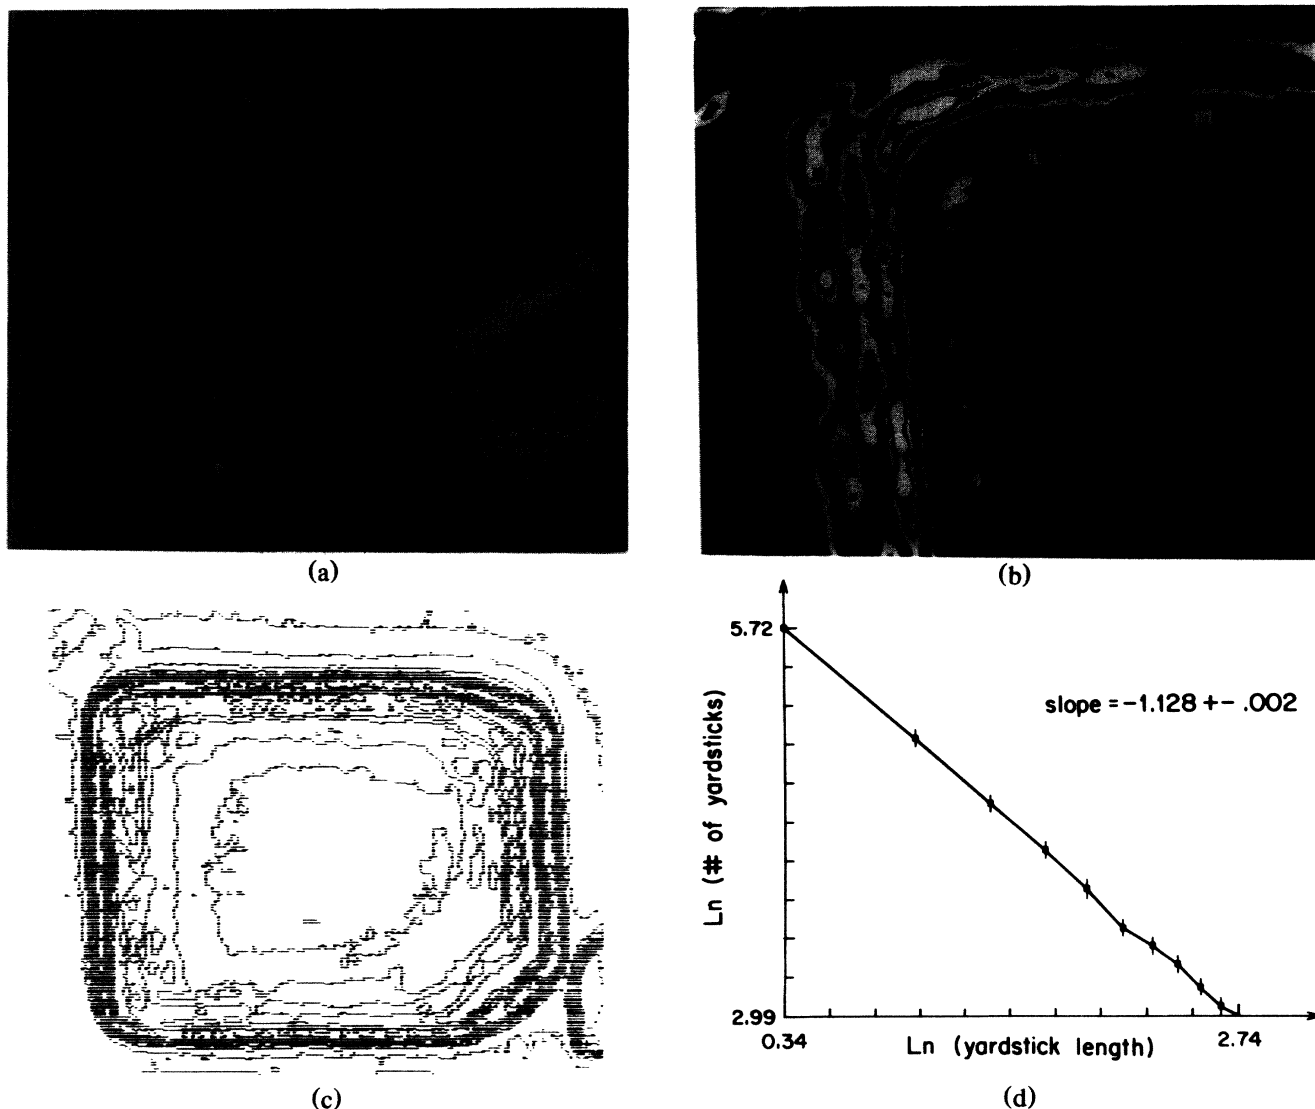 (a)
(b)
5.72
slope = -1.128 +- .002
Ln (# of yardsticks)
2.99
0.34
Ln (yardstick length)
2.74
(c)
(d)